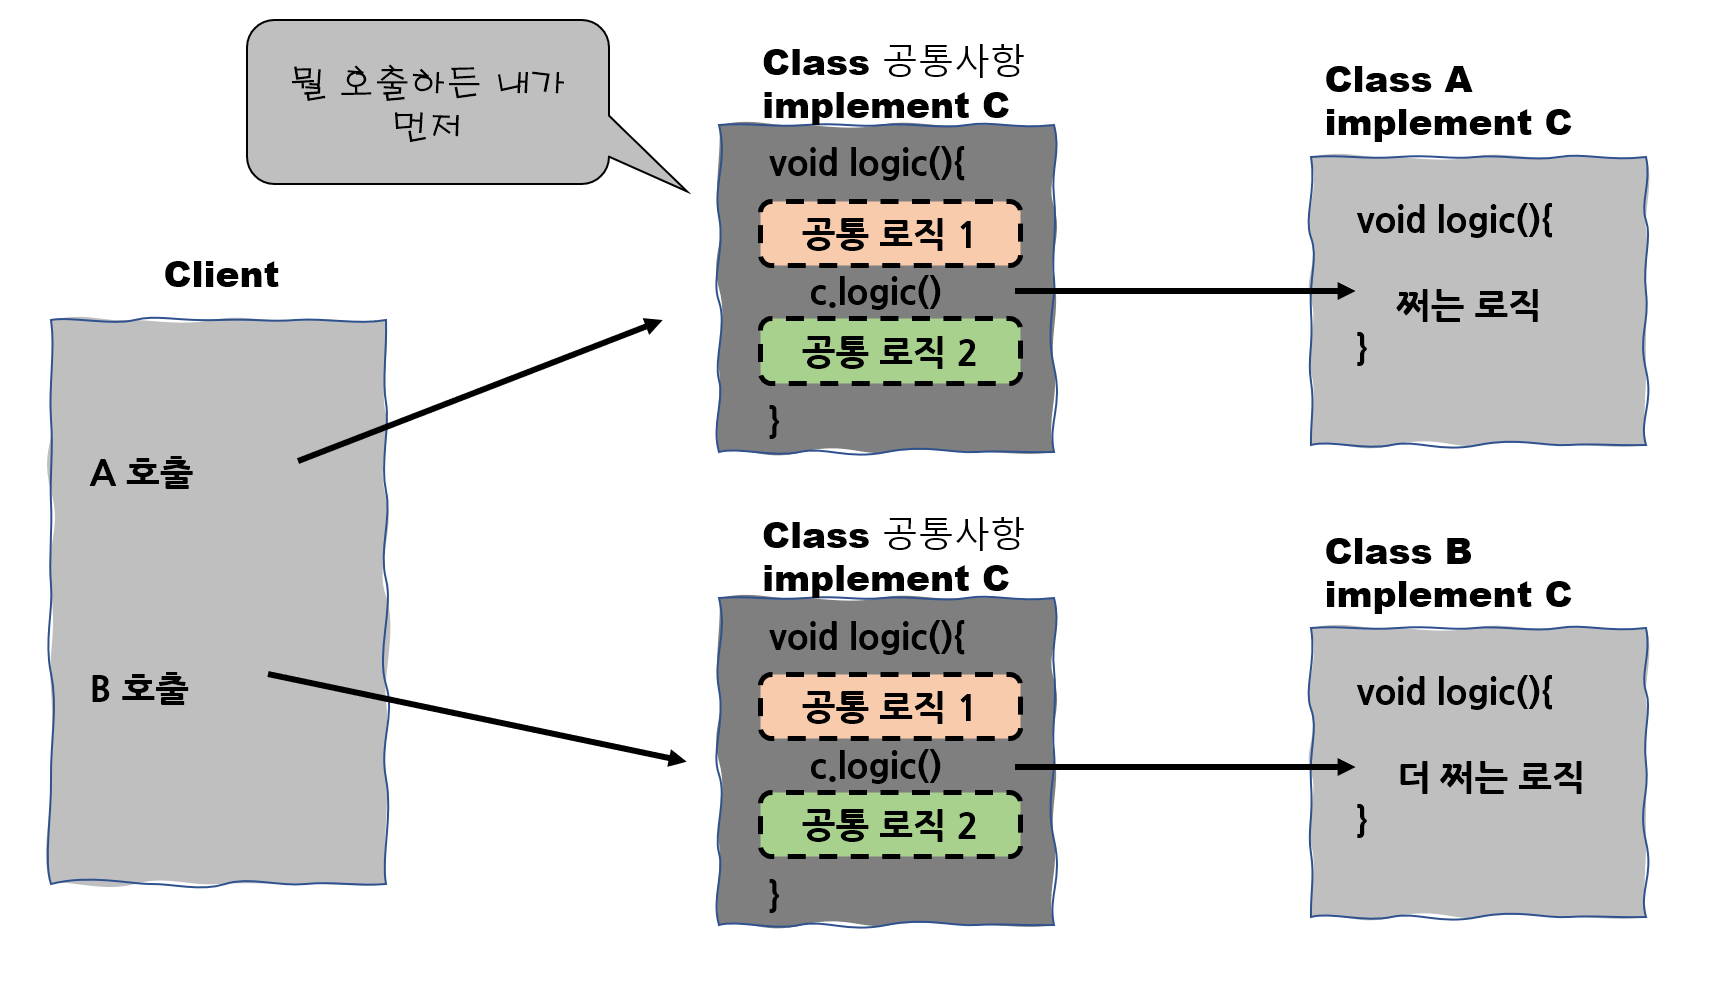 뭘 호출하든 내가
먼저
Client
A 호출
B 호출
Class 공통사항
implement C
void logic(){
공통 로직 1
c.logic()
공통 로직 2
}
Class A
implement C
void logic(){
쩌는 로직
}
Class 공통사항
implement C
void logic(){
공통 로직 1
c.logic()
공통 로직 2
}
Class B
implement C
void logic(){
더 쩌는 로직
}